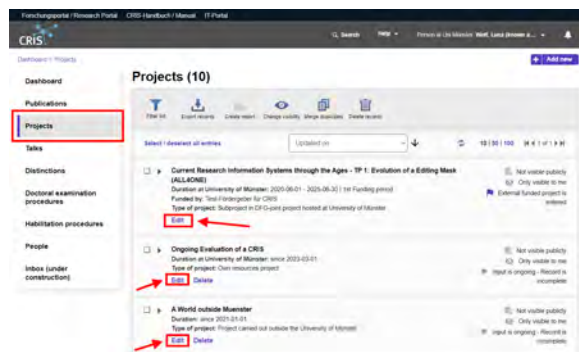 Forschungsportal / Research Portal CRIS-Handbuch / Manual IT-Portal
CRIS
Search Help Person at Uni Münster
Dashboard > Projects
+ Add new
Dashboard
Publications
Projects
Talks
Distinctions
Doctoral examination procedures
Habilitation procedures
People
Inbox (under construction)
Projects (10)
Filter list Export records Create report Change visibility Merge duplicates Delete records
Select / deselect all entries
Updated on
10 | 50 | 100 1 of 1
Current Research Information Systems through the Ages - TP 1: Evolution of a Editing Mask
(ALL4ONE)
Duration at University of Münster: 2020-06-01 - 2025-06-30 | 1st Funding period
Funded by: Test-Fördergeber für CRIS
Type of project: Subproject in DFG-joint project hosted at University of Münster
Edit
Not visible publicly
Only visible to me
External funded project is
entered
Ongoing Evaluation of a CRIS
Duration at University of Münster: since 2023-03-01
Type of project: Own resources project
Edit Delete
Not visible publicly
Only visible to me
Input is ongoing - Record is
incomplete
A World outside Muenster
Duration: since 2021-01-01
Type of project: Project carried out outside the University of Münster
Edit Delete
Not visible publicly
Only visible to me
Input is ongoing - Record is
incomplete